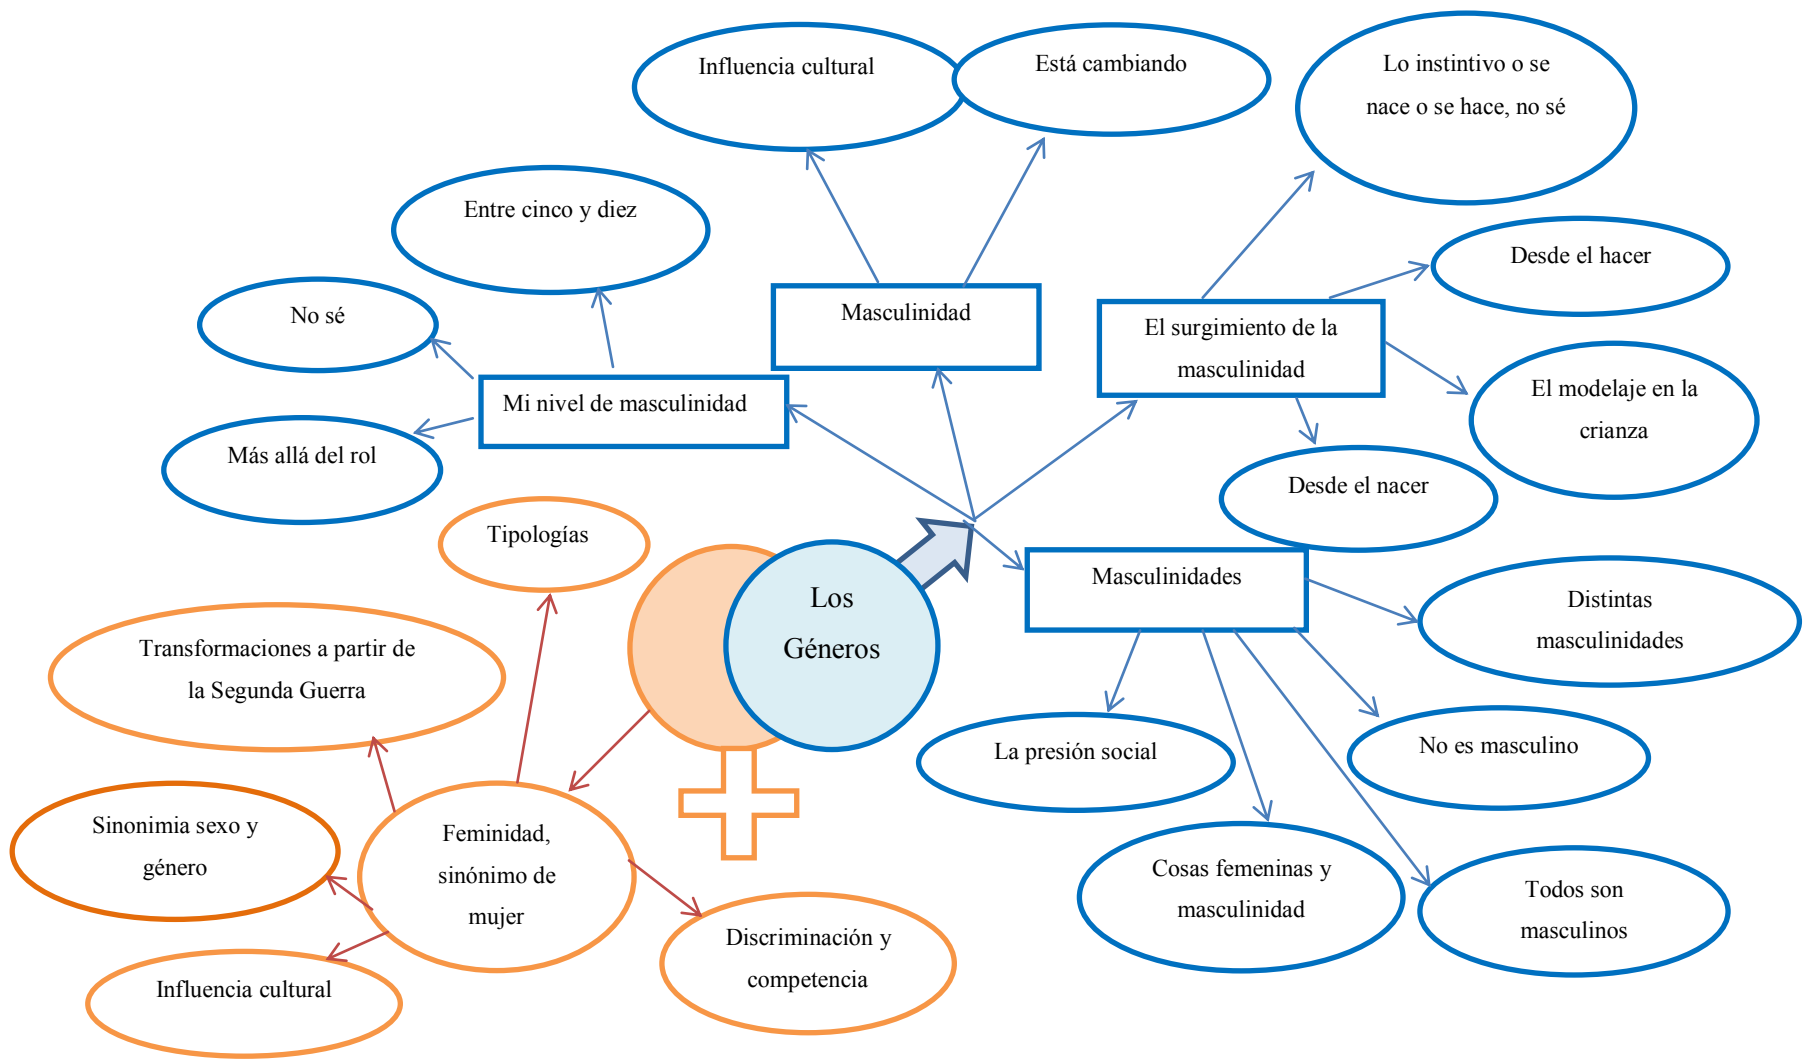 Influencia cultural
Está cambiando
Lo instintivo o se
nace o se hace, no sé
Entre cinco y diez
Desde el hacer
No sé
Masculinidad
El surgimiento de la
masculinidad
Mi nivel de masculinidad
El modelaje en la
crianza
Más allá del rol
Desde el nacer
Tipologías
Los
Géneros
Masculinidades
Distintas
masculinidades
Transformaciones a partir de
la Segunda Guerra
La presión social
No es masculino
Sinonimia sexo y
género
Feminidad,
sinónimo de
mujer
Cosas femeninas y
masculinidad
Todos son
masculinos
Discriminación y
competencia
Influencia cultural